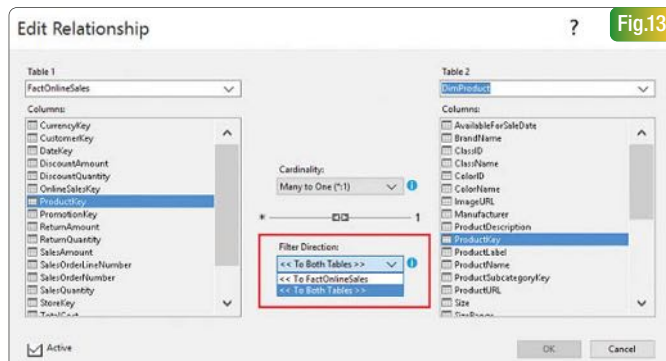 Edit Relationship
?
Fig.13
Table 1
FactOnlineSales
Columns:
CurrencyKey
CustomerKey
DateKey
DiscountAmount
DiscountQuantity
OnlineSalesKey
ProductKey
PromotionKey
ReturnAmount
ReturnQuantity
SalesAmount
SalesOrderLineNumber
SalesOrderNumber
SalesQuantity
StoreKey
TotalCost
Cardinality:
Many to One (*:1)
* 1
Filter Direction:
<< To Both Tables >>
<< To FactOnlineSales
<< To Both Tables >>
Table 2
DimProduct
Columns:
AvailableForSaleDate
BrandName
ClassID
ClassName
ColorID
ColorName
ImageURL
Manufacturer
ProductDescription
ProductKey
ProductLabel
ProductName
ProductSubcategoryKey
ProductURL
Size
SizeRange
Active
OK
Cancel